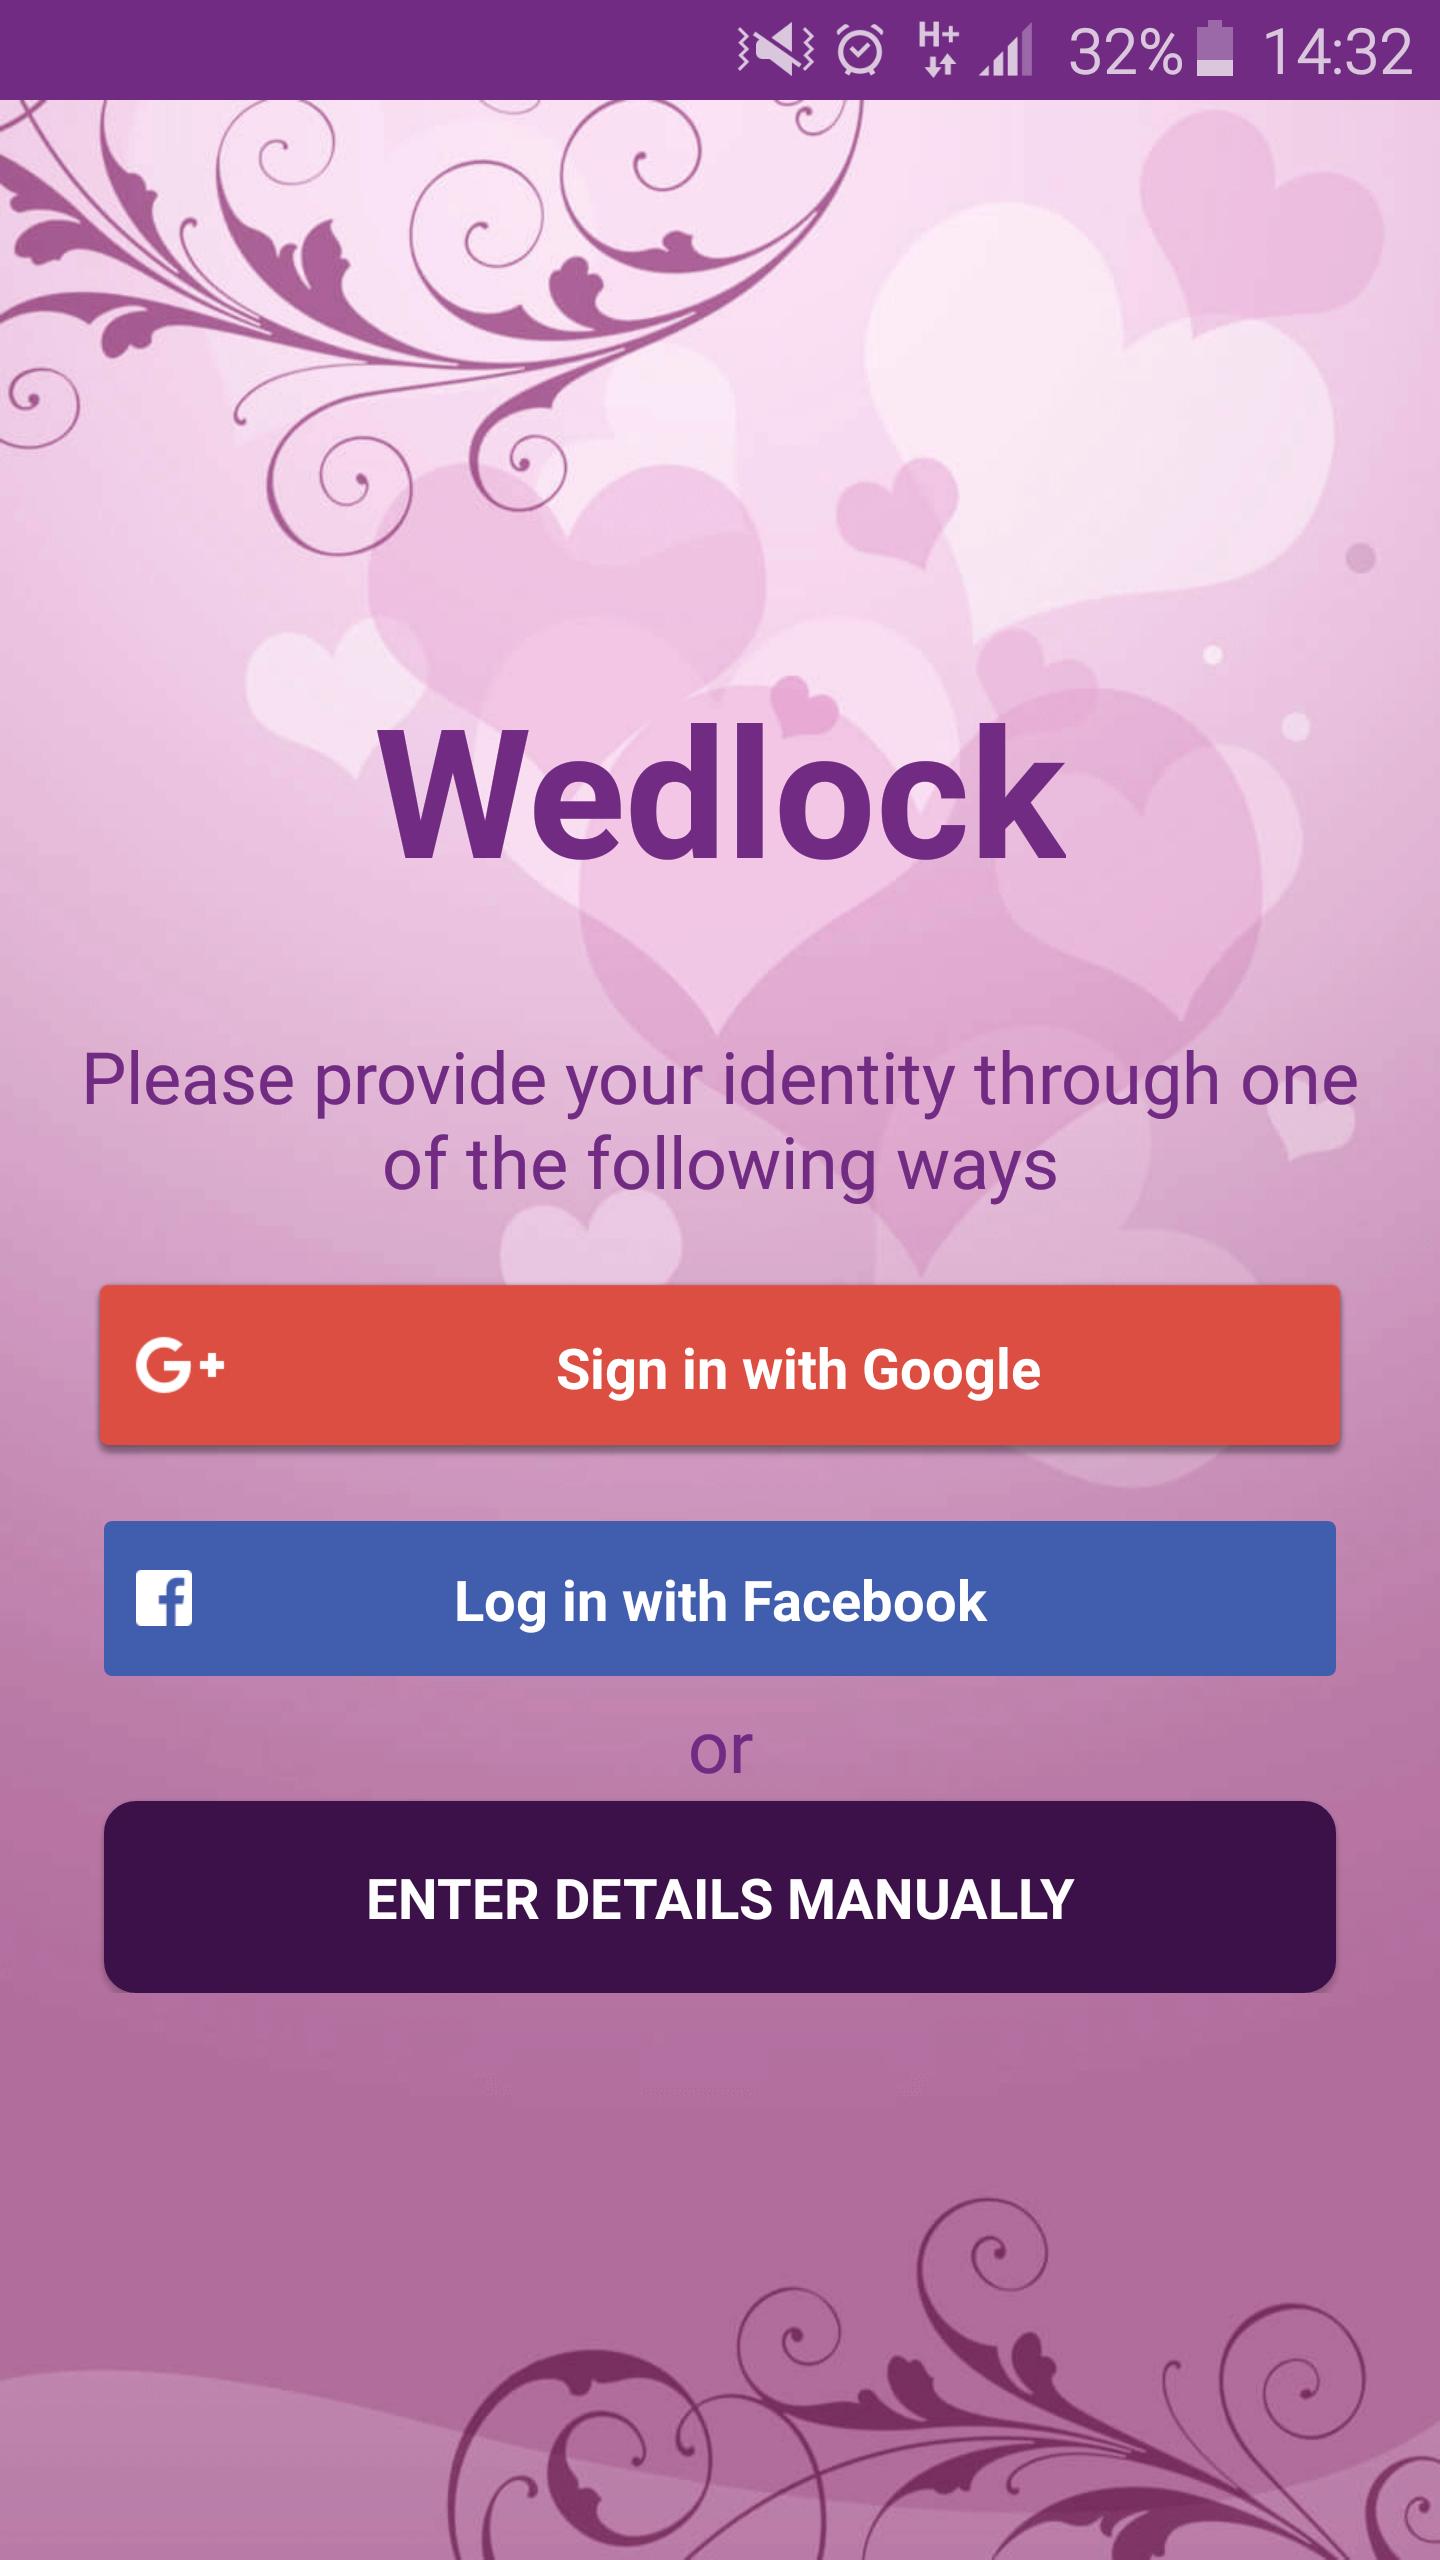 H+ 32% 14:32
Wedlock
Please provide your identity through one
of the following ways
G+ Sign in with Google
f Log in with Facebook
or
ENTER DETAILS MANUALLY